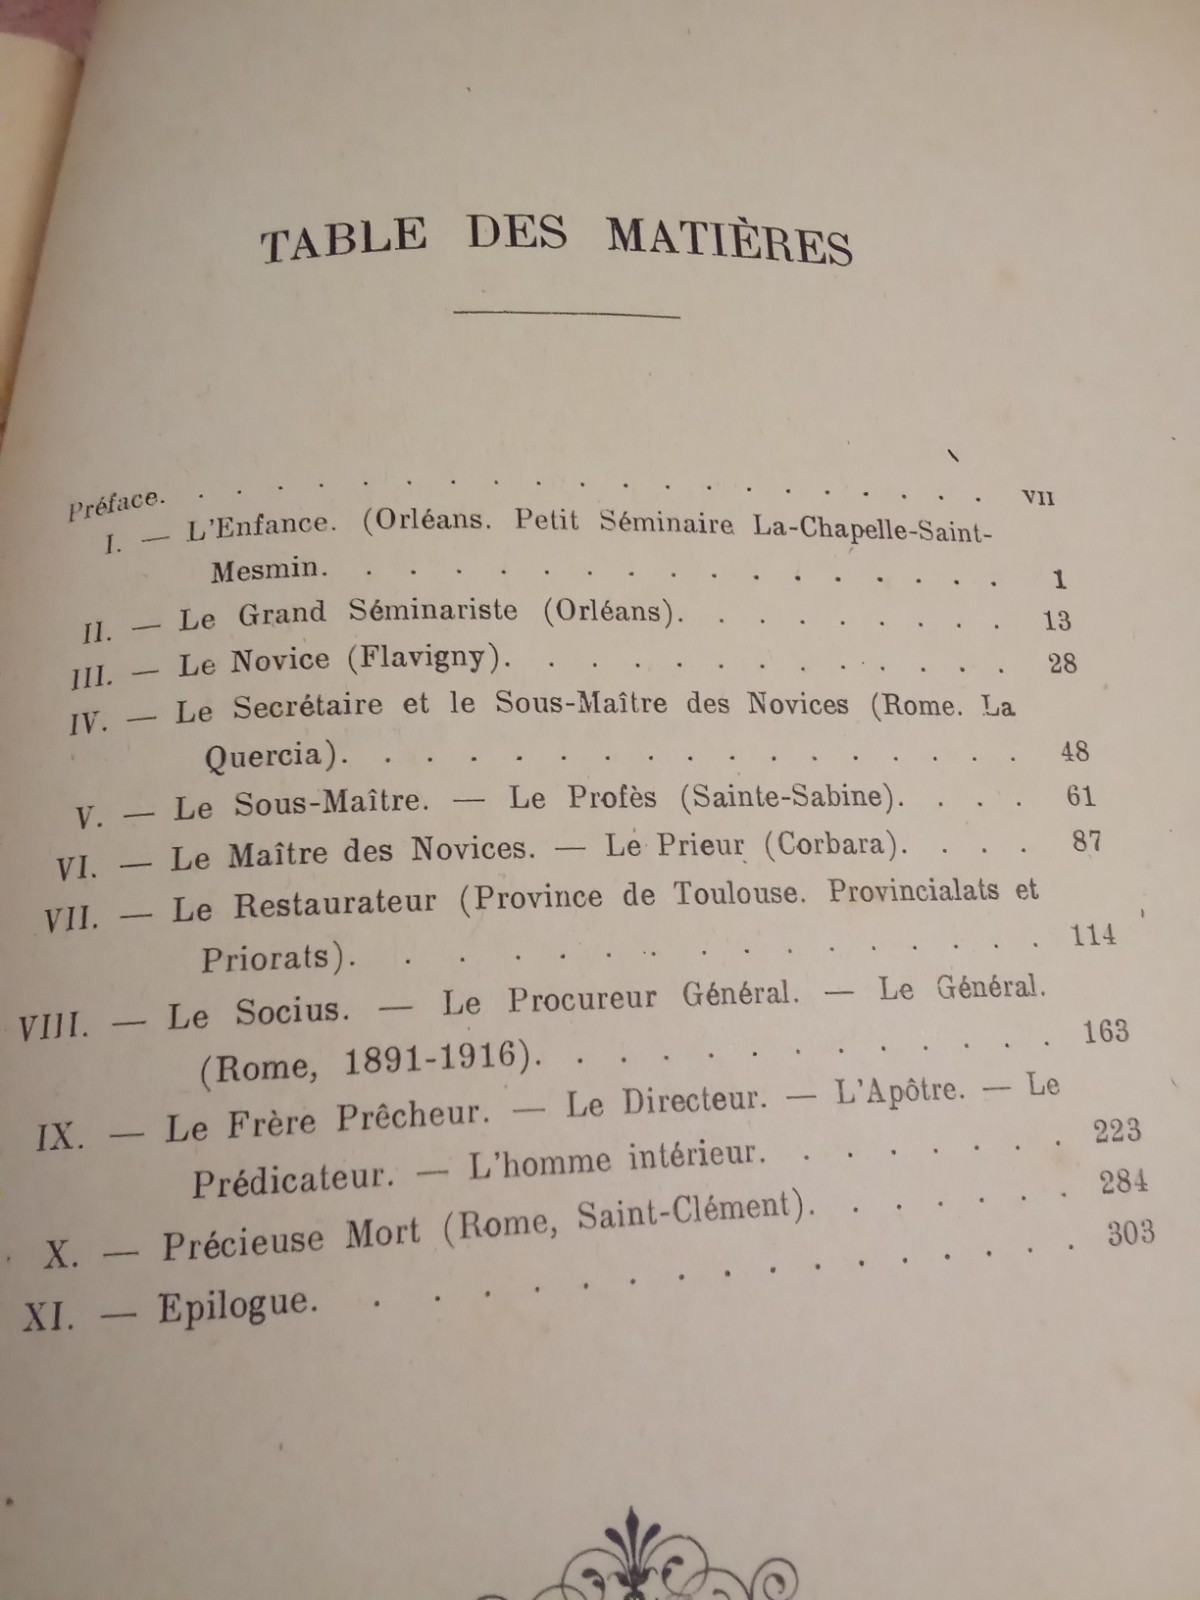 TABLE DES MATIÈRES
Préface. . . . . . . . . . . . . . . . . . . . VII
I. — L'Enfance. (Orléans. Petit Séminaire La-Chapelle-Saint-
Mesmin. . . . . . . . . . . . . . . . 1
II. — Le Grand Séminariste (Orléans). . . . . . . . . 13
III. — Le Novice (Flavigny). . . . . . . . . . . . 28
IV. — Le Secrétaire et le Sous-Maître des Novices (Rome. La
Quercia). . . . . . . . . . . . . . . . 48
V. — Le Sous-Maître. — Le Profès (Sainte-Sabine). . . . 61
VI. — Le Maître des Novices. — Le Prieur (Corbara). . . . 87
VII. — Le Restaurateur (Province de Toulouse. Provincialats et
Priorats). . . . . . . . . . . . . . . 114
VIII. — Le Socius. — Le Procureur Général. — Le Général.
(Rome, 1891-1916). . . . . . . . . . . . 163
IX. — Le Frère Prêcheur. — Le Directeur. — L'Apôtre. — Le
Prédicateur. — L'homme intérieur. . . . . . . . 223
X. — Précieuse Mort (Rome, Saint-Clément). . . . . . . 284
XI. — Epilogue. . . . . . . . . . . . . . . . 303